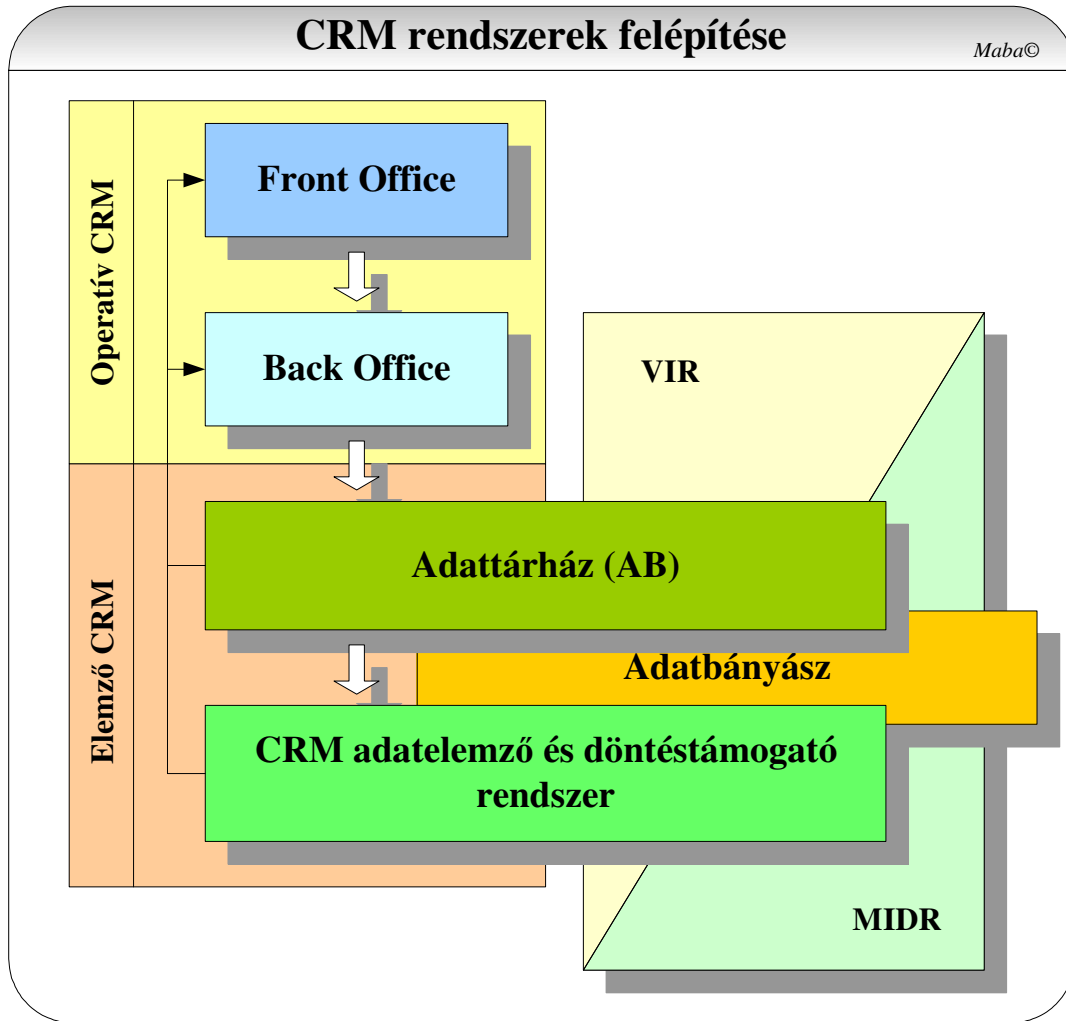 CRM rendszerek felépítése
Maba©
Operatív CRM
Front Office
Back Office
VIR
Elemző CRM
Adattárház (AB)
Adatbányász
CRM adatelemző és döntéstámogató
rendszer
MIDR